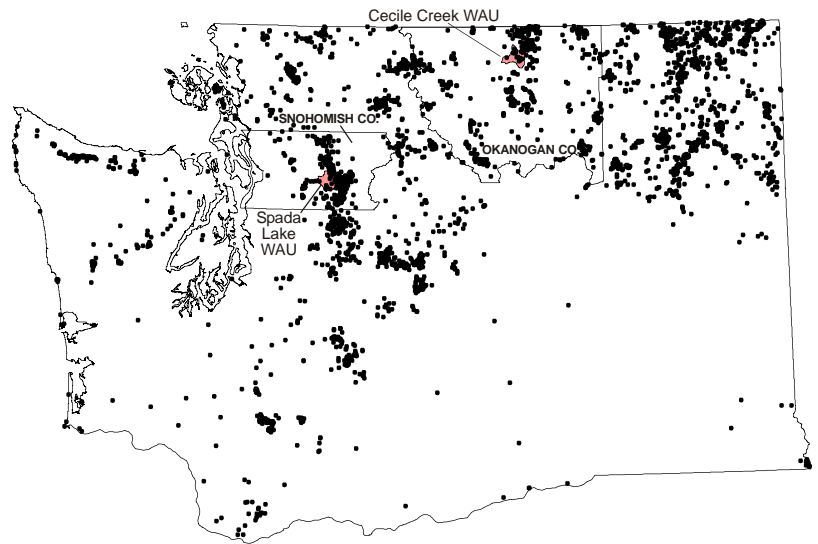 Cecile Creek WAU
SNOHOMISH CO.
OKANOGAN CO.
Spada
Lake
WAU